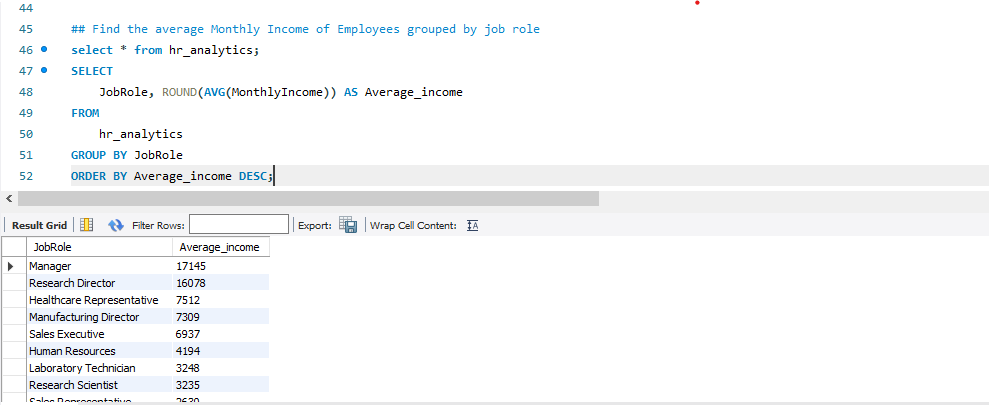 44
45 ## Find the average Monthly Income of Employees grouped by job role
46 select * from hr_analytics;
47 SELECT
48 JobRole, ROUND(AVG(MonthlyIncome)) AS Average_income
49 FROM
50 hr_analytics
51 GROUP BY JobRole
52 ORDER BY Average_income DESC;
Result Grid Filter Rows: Export: Wrap Cell Content:
JobRole Average_income
Manager 17145
Research Director 16078
Healthcare Representative 7512
Manufacturing Director 7309
Sales Executive 6937
Human Resources 4194
Laboratory Technician 3248
Research Scientist 3235
Sales Representative